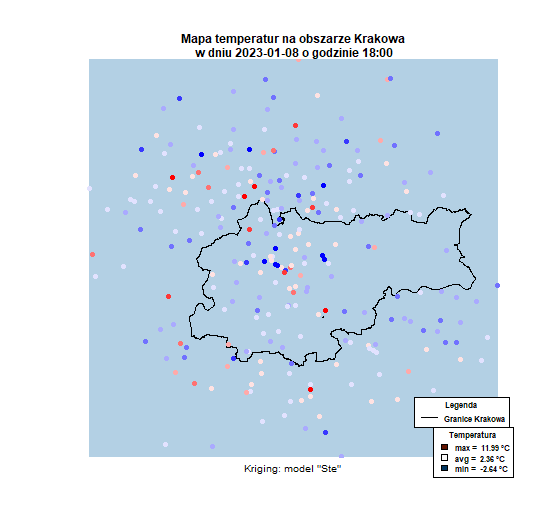 Mapa temperatur na obszarze Krakowa
w dniu 2023-01-08 o godzinie 18:00
Legenda
Granice Krakowa
Temperatura
max = 11.99 °C
avg = 2.36 °C
min = -2.64 °C
Kriging: model "Ste"